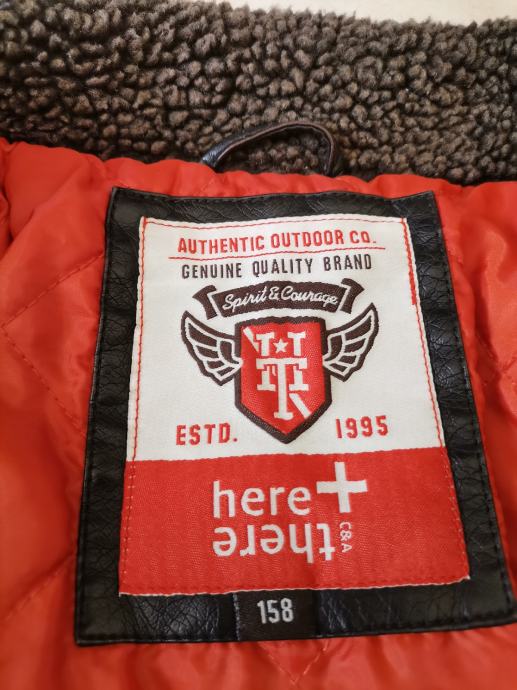 AUTHENTIC OUTDOOR CO.
GENUINE QUALITY BRAND
Spirit & Courage
ESTD. 1995
here +
there
C&A
158